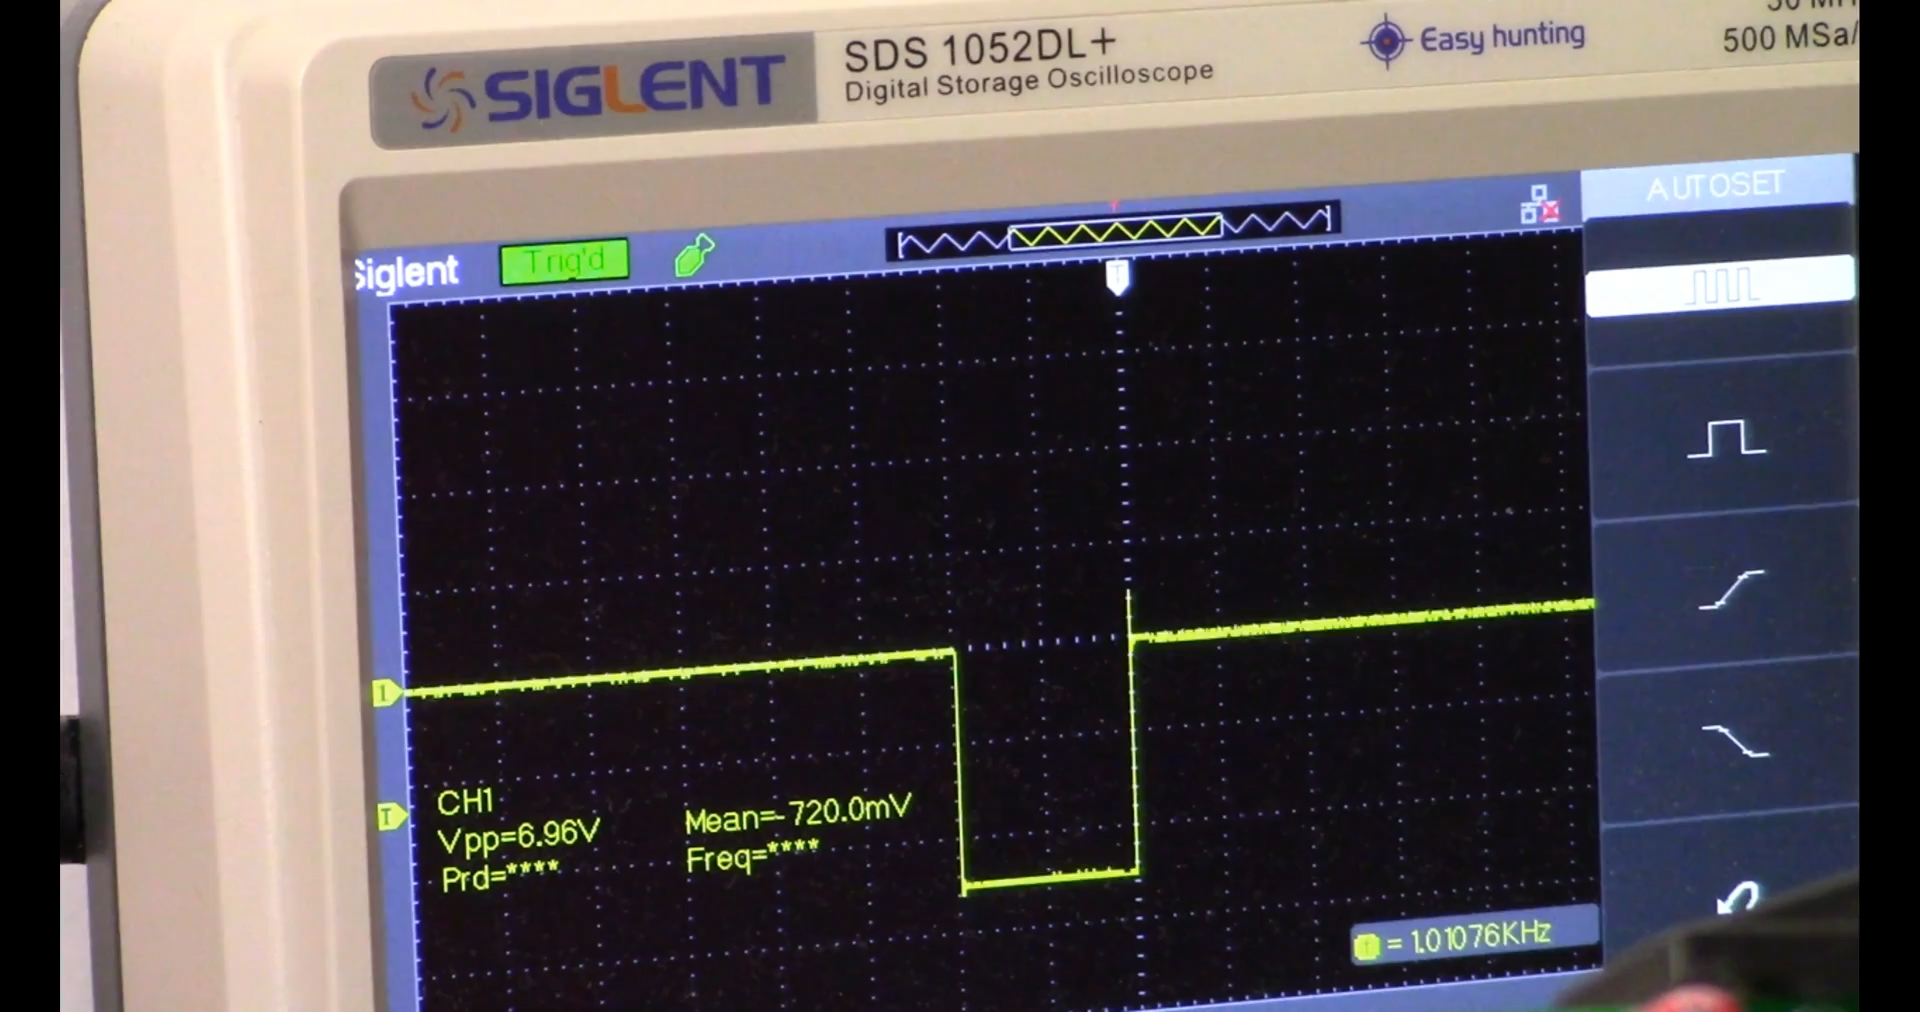 SIGLENT
SDS 1052DL+
Digital Storage Oscilloscope
Easy hunting
500 MSa/
Siglent
Trig'd
T
AUTOSET
1
T
CH1
Vpp=6.96V
Mean=-720.0mV
Prd=****
Freq=****
f = 1.01076KHz